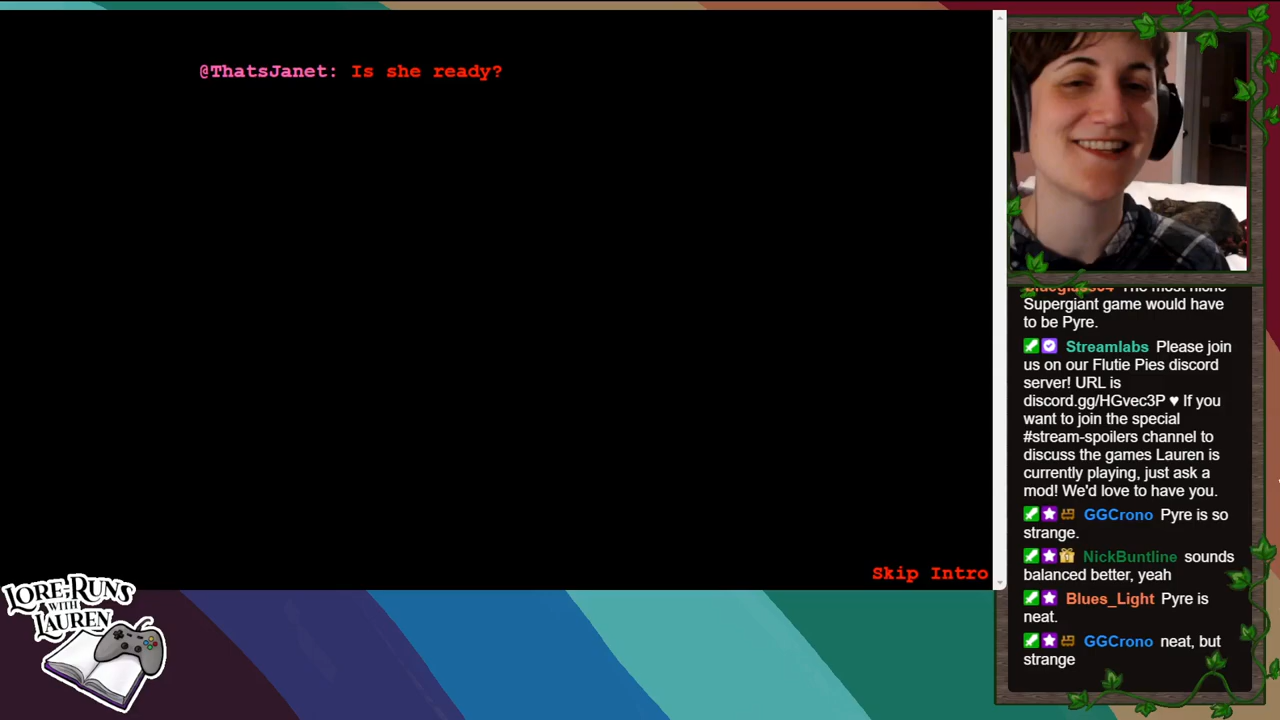 @ThatsJanet: Is she ready?
Skip Intro
LORE-RUNS
WITH
LAUREN
The most niche
Supergiant game would have
to be Pyre.
Streamlabs Please join
us on our Flutie Pies discord
server! URL is
discord.gg/HGvec3P ♥ If you
want to join the special
#stream-spoilers channel to
discuss the games Lauren is
currently playing, just ask a
mod! We'd love to have you.
GGCrono Pyre is so
strange.
NickBuntline sounds
balanced better, yeah
Blues_Light Pyre is
neat.
GGCrono neat, but
strange